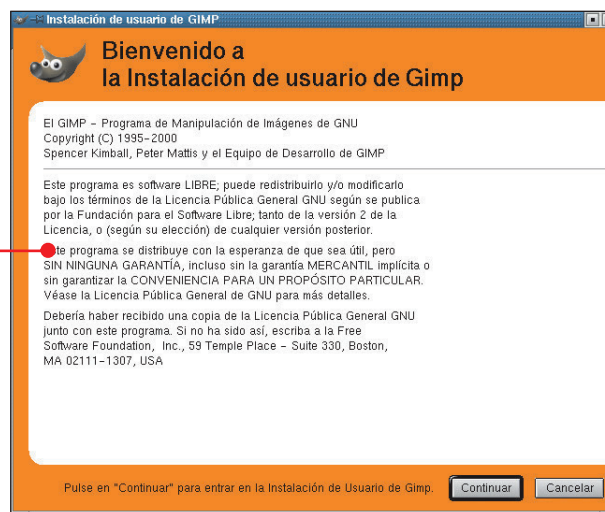 Instalación de usuario de GIMP
Bienvenido a
la Instalación de usuario de Gimp
El GIMP – Programa de Manipulación de Imágenes de GNU
Copyright (C) 1995–2000
Spencer Kimball, Peter Mattis y el Equipo de Desarrollo de GIMP
Este programa es software LIBRE; puede redistribuirlo y/o modificarlo
bajo los términos de la Licencia Pública General GNU según se publica
por la Fundación para el Software Libre; tanto de la versión 2 de la
Licencia, o (según su elección) de cualquier versión posterior.
programa se distribuye con la esperanza de que sea útil, pero
SIN NINGUNA GARANTÍA, incluso sin la garantía MERCANTIL implícita o
sin garantizar la CONVENIENCIA PARA UN PROPÓSITO PARTICULAR.
Véase la Licencia Pública General de GNU para más detalles.
Debería haber recibido una copia de la Licencia Pública General GNU
junto con este programa. Si no ha sido así, escriba a la Free
Software Foundation, Inc., 59 Temple Place – Suite 330, Boston,
MA 02111–1307, USA
Pulse en "Continuar" para entrar en la Instalación de Usuario de Gimp.
Continuar
Cancelar